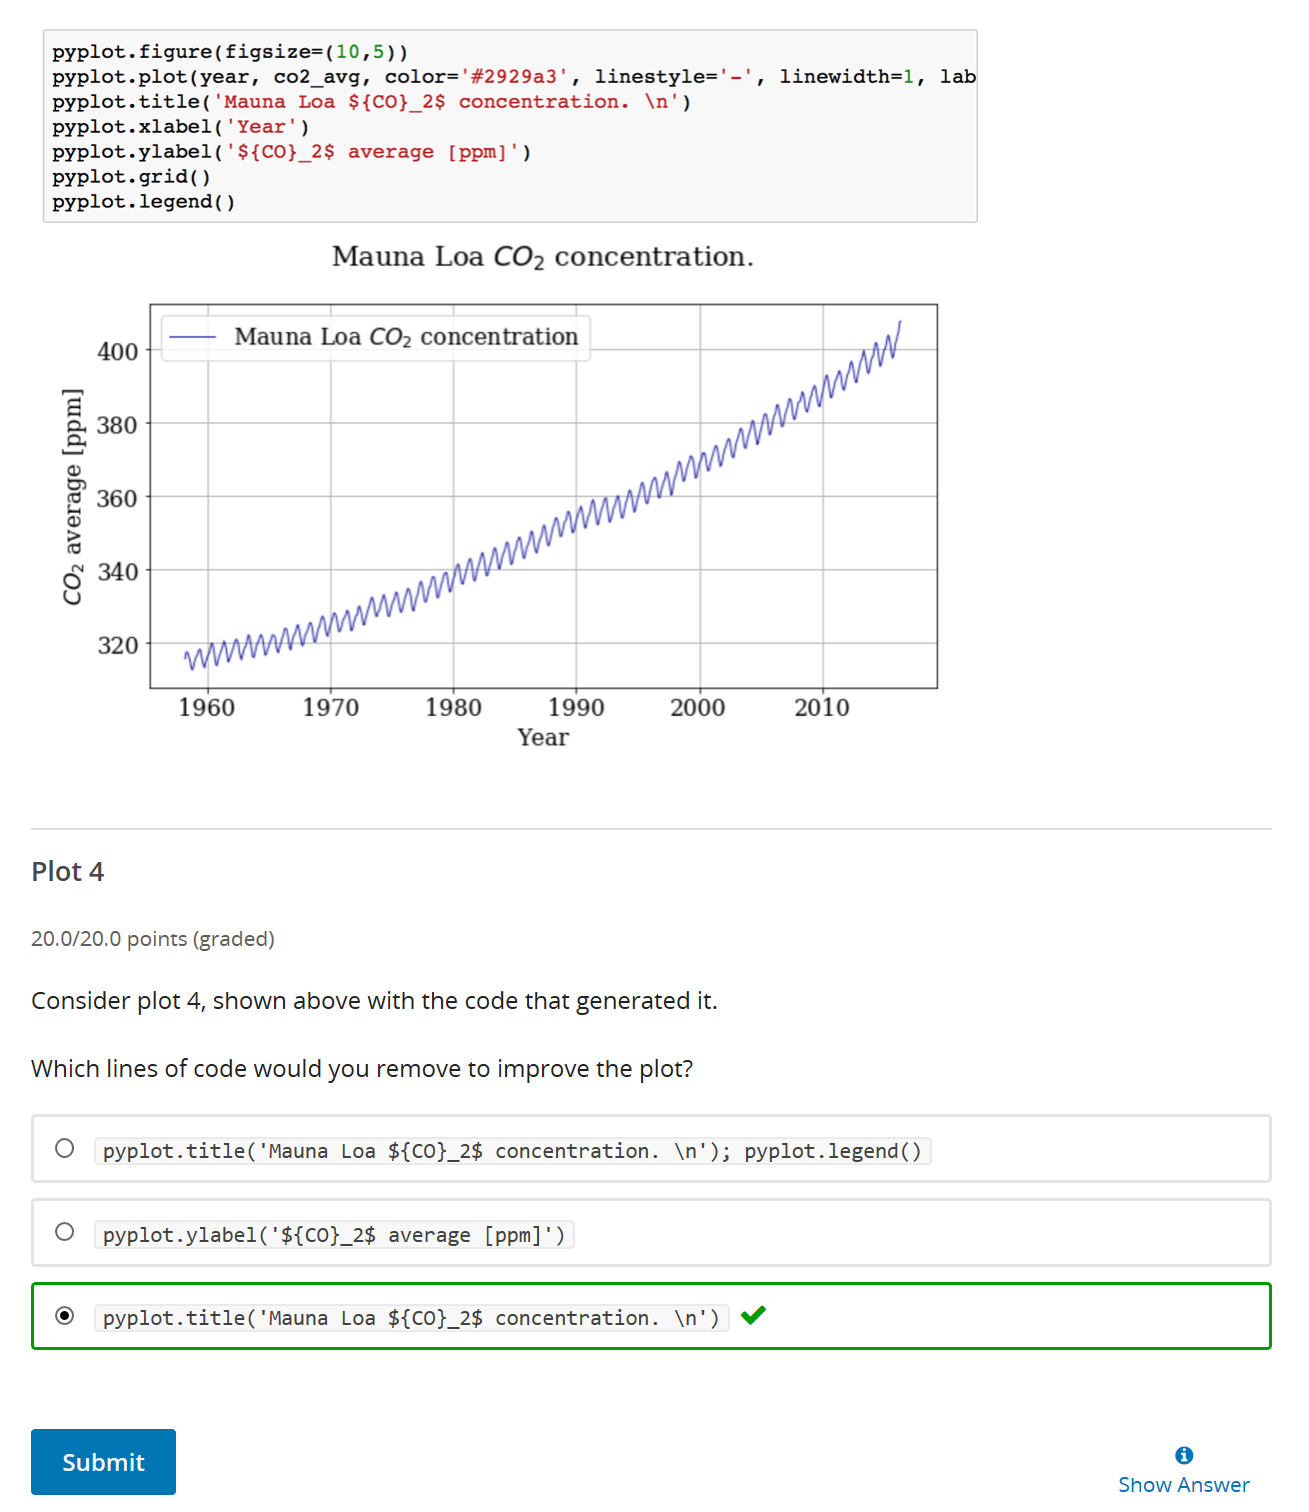 pyplot.figure(figsize=(10,5))
pyplot.plot(year, co2_avg, color='#2929a3', linestyle='-', linewidth=1, lab
pyplot.title('Mauna Loa ${CO}_2$ concentration. \n')
pyplot.xlabel('Year')
pyplot.ylabel('${CO}_2$ average [ppm]')
pyplot.grid()
pyplot.legend()
Mauna Loa CO₂ concentration.
Mauna Loa CO₂ concentration
400
380
360
340
320
CO₂ average [ppm]
1960 1970 1980 1990 2000 2010
Year
Plot 4
20.0/20.0 points (graded)
Consider plot 4, shown above with the code that generated it.
Which lines of code would you remove to improve the plot?
pyplot.title('Mauna Loa ${CO}_2$ concentration. \n'); pyplot.legend()
pyplot.ylabel('${CO}_2$ average [ppm]')
pyplot.title('Mauna Loa ${CO}_2$ concentration. \n')
Submit
Show Answer